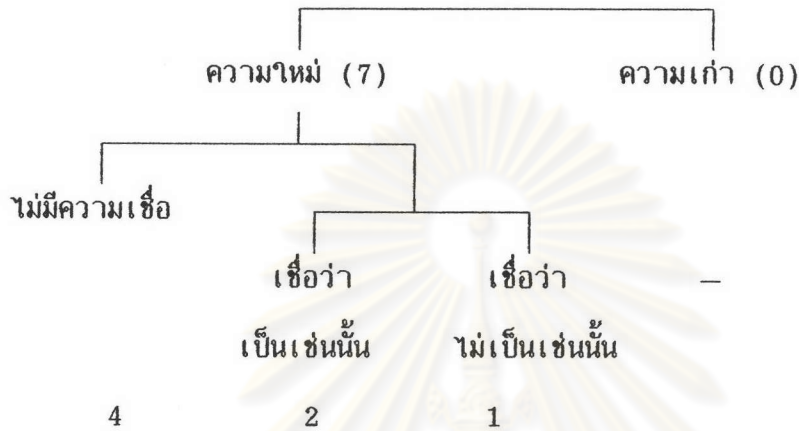 ความใหม่ (7) ความเก่า (0)
ไม่มีความเชื่อ
เชื่อว่า เชื่อว่า –
เป็นเช่นนั้น ไม่เป็นเช่นนั้น
4 2 1